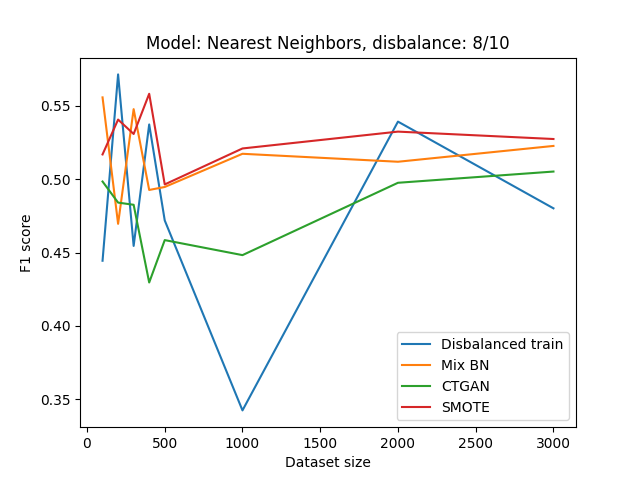 Model: Nearest Neighbors, disbalance: 8/10
F1 score
0.55
0.50
0.45
0.40
0.35
0
500
1000
1500
2000
2500
3000
Dataset size
Disbalanced train
Mix BN
CTGAN
SMOTE